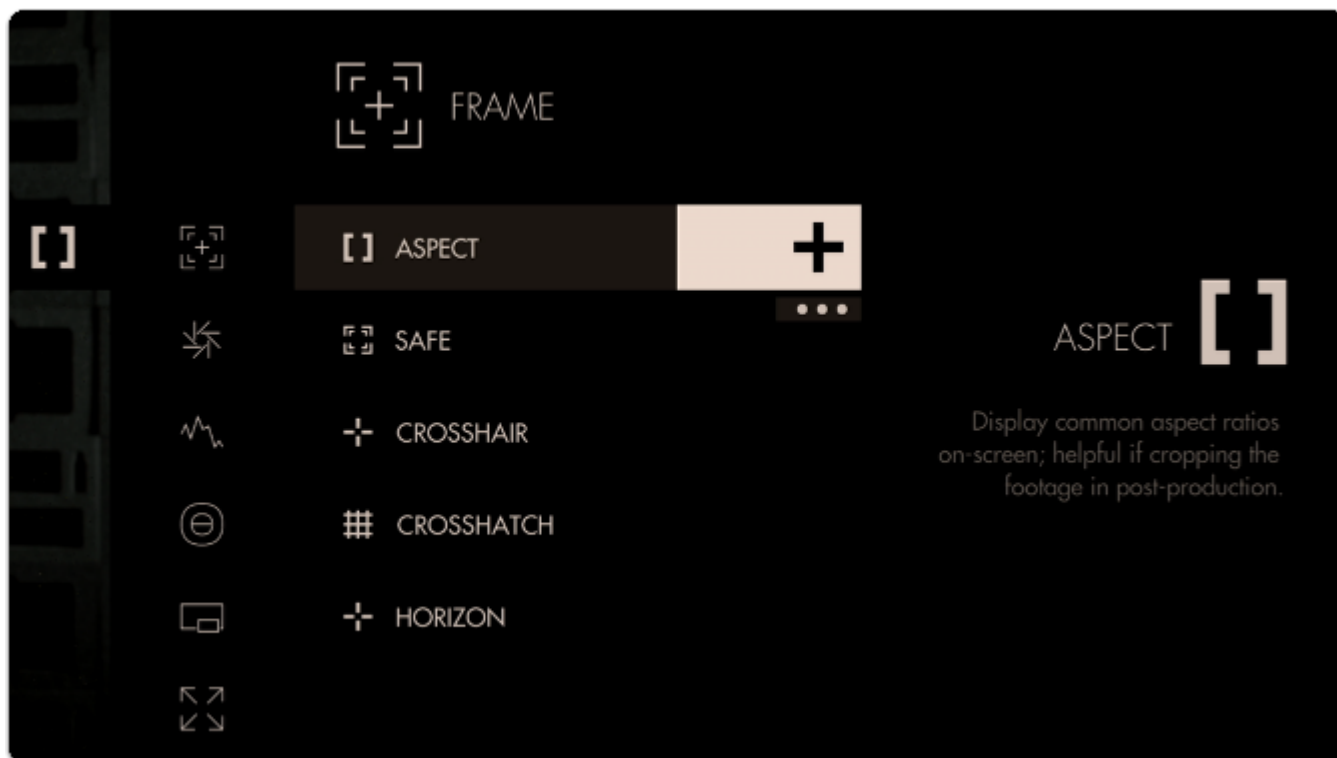 FRAME
ASPECT
SAFE
CROSSHAIR
CROSSHATCH
HORIZON
ASPECT
Display common aspect ratios
on-screen; helpful if cropping the
footage in post-production.